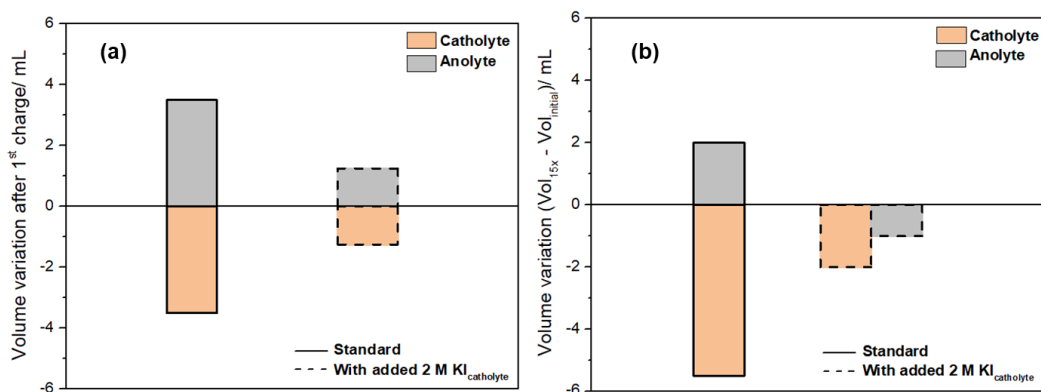 (a)
Catholyte
Anolyte
Volume variation after 1st charge/ mL
6
4
2
0
-2
-4
-6
Standard
With added 2 M KIcatholyte
(b)
Catholyte
Anolyte
Volume variation (Vol15x - Volinitial)/ mL
6
4
2
0
-2
-4
-6
Standard
With added 2 M KIcatholyte